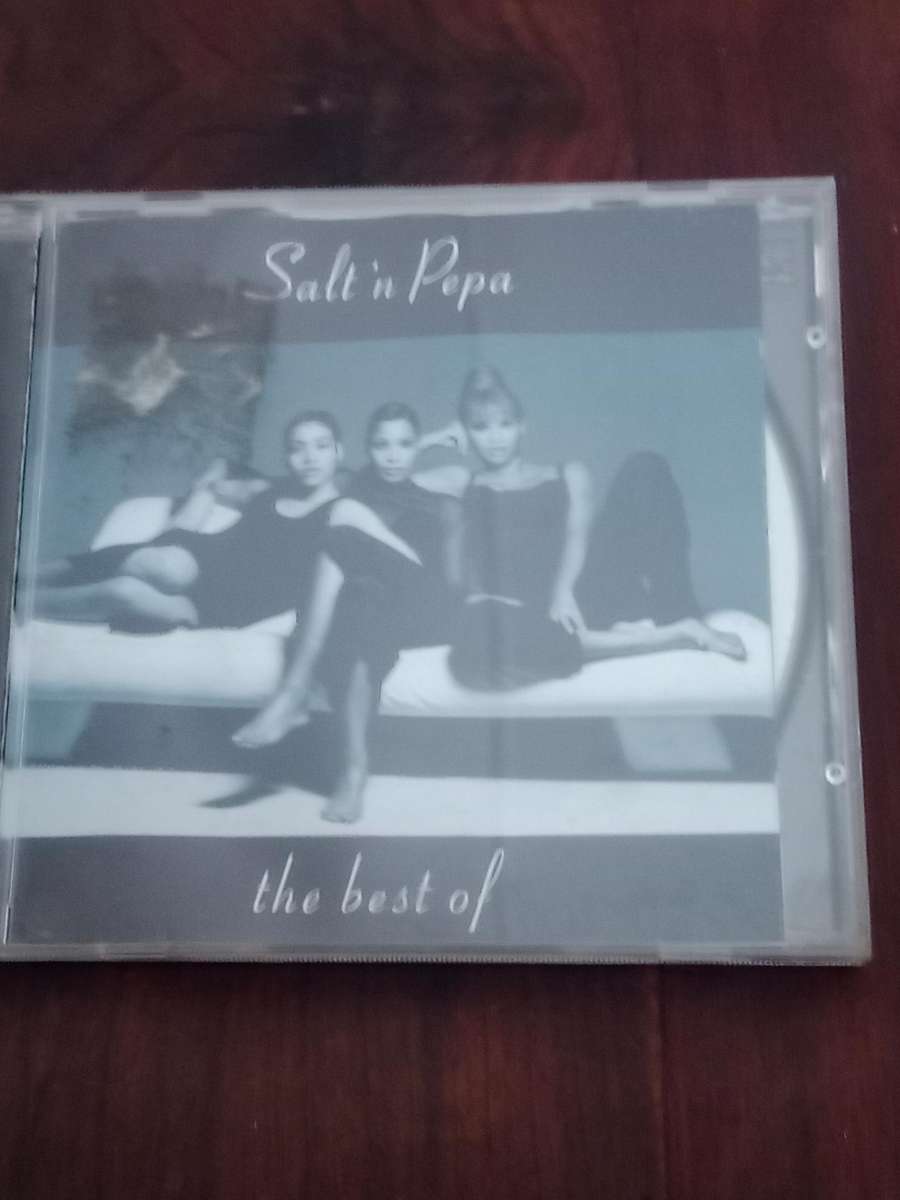 Salt 'n Pepa
the best of